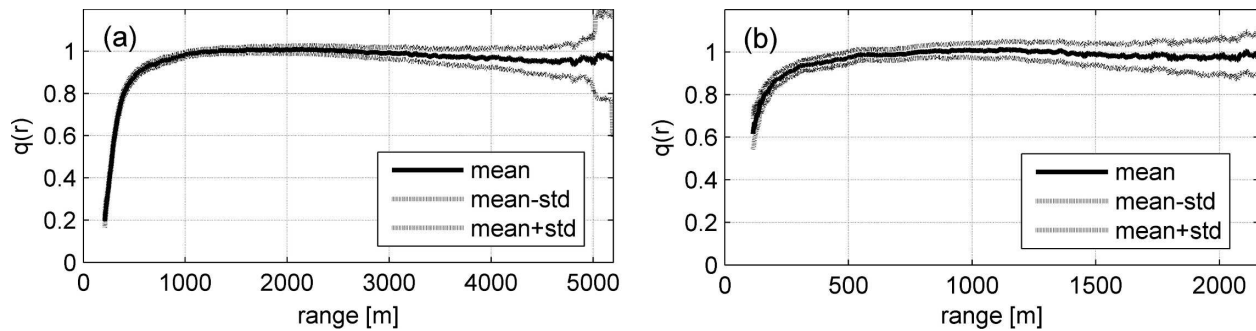 (a)
1
0.8
0.6
0.4
0.2
0
q(r)
mean
mean-std
mean+std
0 1000 2000 3000 4000 5000
range [m]
(b)
1
0.8
0.6
0.4
0.2
0
q(r)
mean
mean-std
mean+std
0 500 1000 1500 2000
range [m]